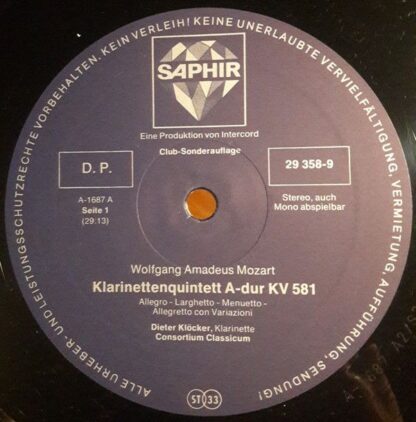 ALLE URHEBER- UND LEISTUNGSSCHUTZRECHTE VORBEHALTEN. KEIN VERLEIH! KEINE UNERLAUBTE VERVIELFÄLTIGUNG, VERMIETUNG, AUFFÜHRUNG, SENDUNG!
SAPHIR
Eine Produktion von Intercord
Club-Sonderauflage
D. P.
29 358-9
A-1687 A
Seite 1
(29:13)
Stereo, auch
Mono abspielbar
Wolfgang Amadeus Mozart
Klarinettenquintett A-dur KV 581
Allegro - Larghetto - Menuetto -
Allegretto con Variazioni
Dieter Klöcker, Klarinette
Consortium Classicum
ST 33